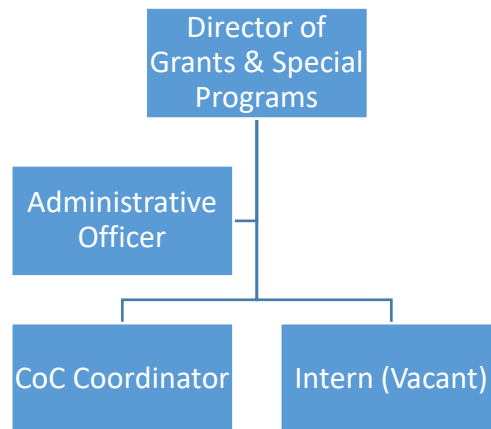 Director of
Grants & Special
Programs
Administrative
Officer
CoC Coordinator
Intern (Vacant)